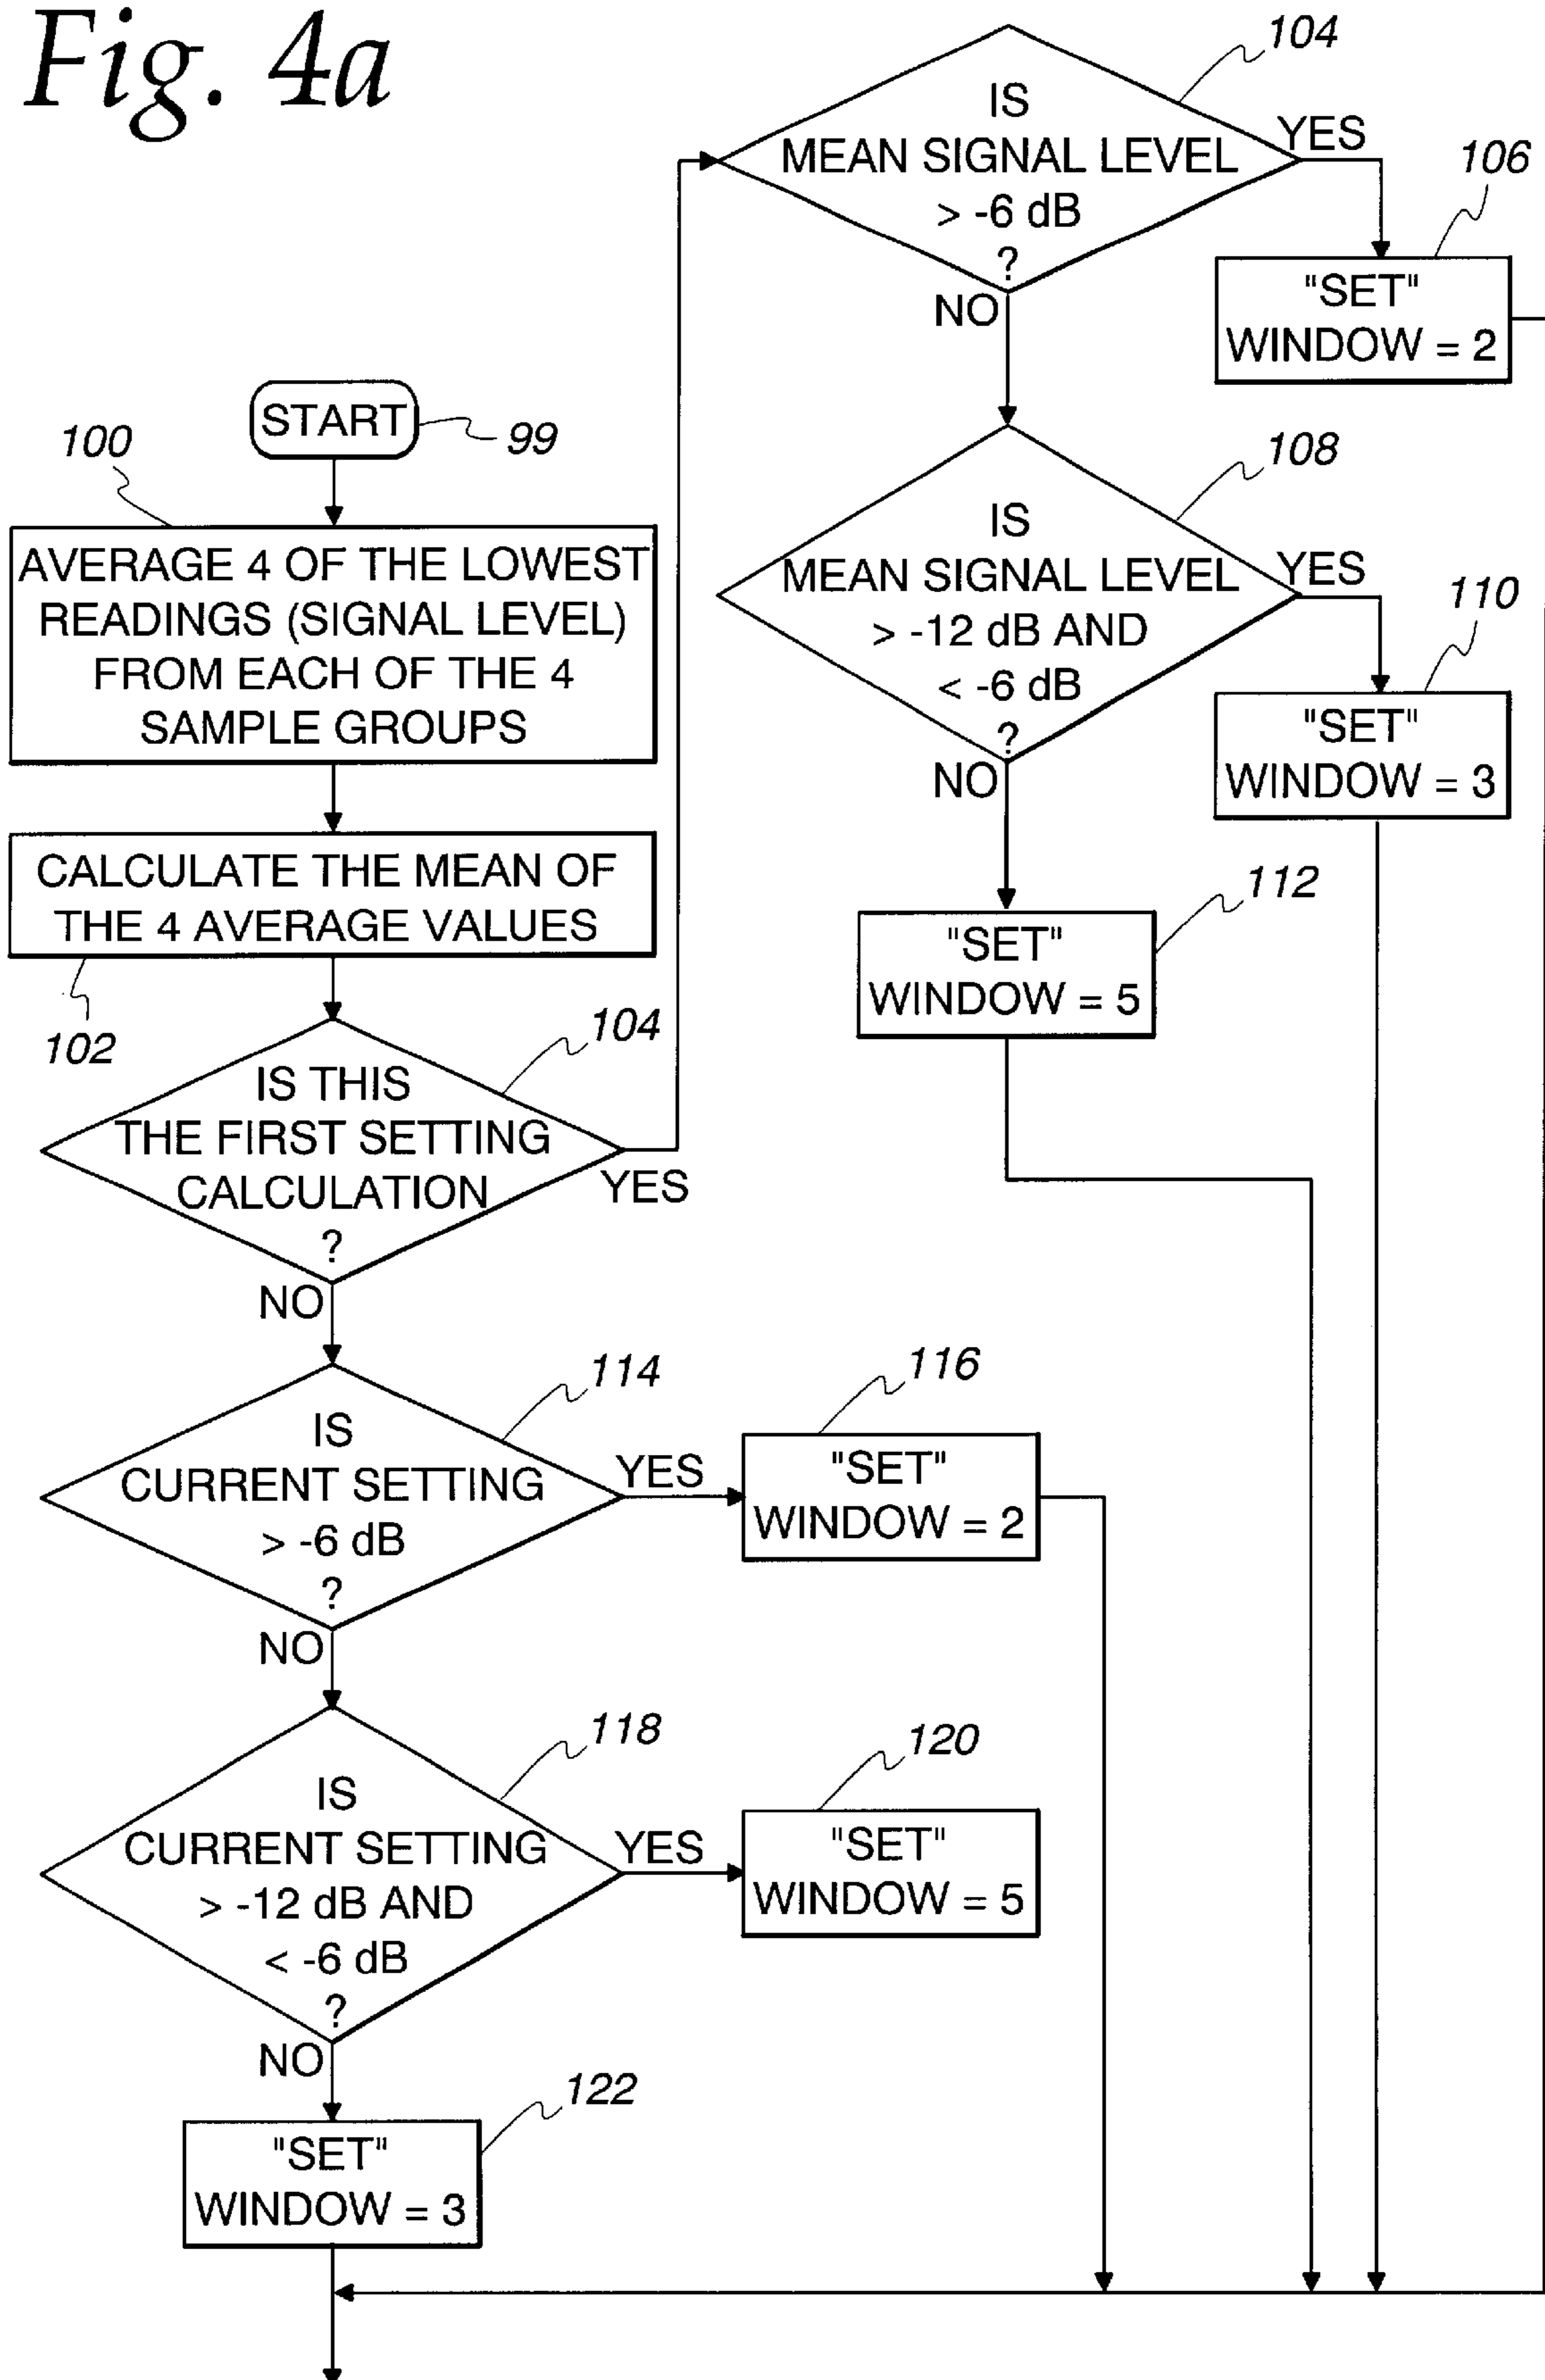 Fig. 4a
START
99
100
AVERAGE 4 OF THE LOWEST
READINGS (SIGNAL LEVEL)
FROM EACH OF THE 4
SAMPLE GROUPS
CALCULATE THE MEAN OF
THE 4 AVERAGE VALUES
102
104
IS THIS
THE FIRST SETTING
CALCULATION
?
YES
NO
104
IS
MEAN SIGNAL LEVEL
> -6 dB
?
YES
NO
106
"SET"
WINDOW = 2
108
IS
MEAN SIGNAL LEVEL
> -12 dB AND
< -6 dB
?
YES
NO
110
"SET"
WINDOW = 3
112
"SET"
WINDOW = 5
114
IS
CURRENT SETTING
> -6 dB
?
YES
NO
116
"SET"
WINDOW = 2
118
IS
CURRENT SETTING
> -12 dB AND
< -6 dB
?
YES
NO
120
"SET"
WINDOW = 5
122
"SET"
WINDOW = 3